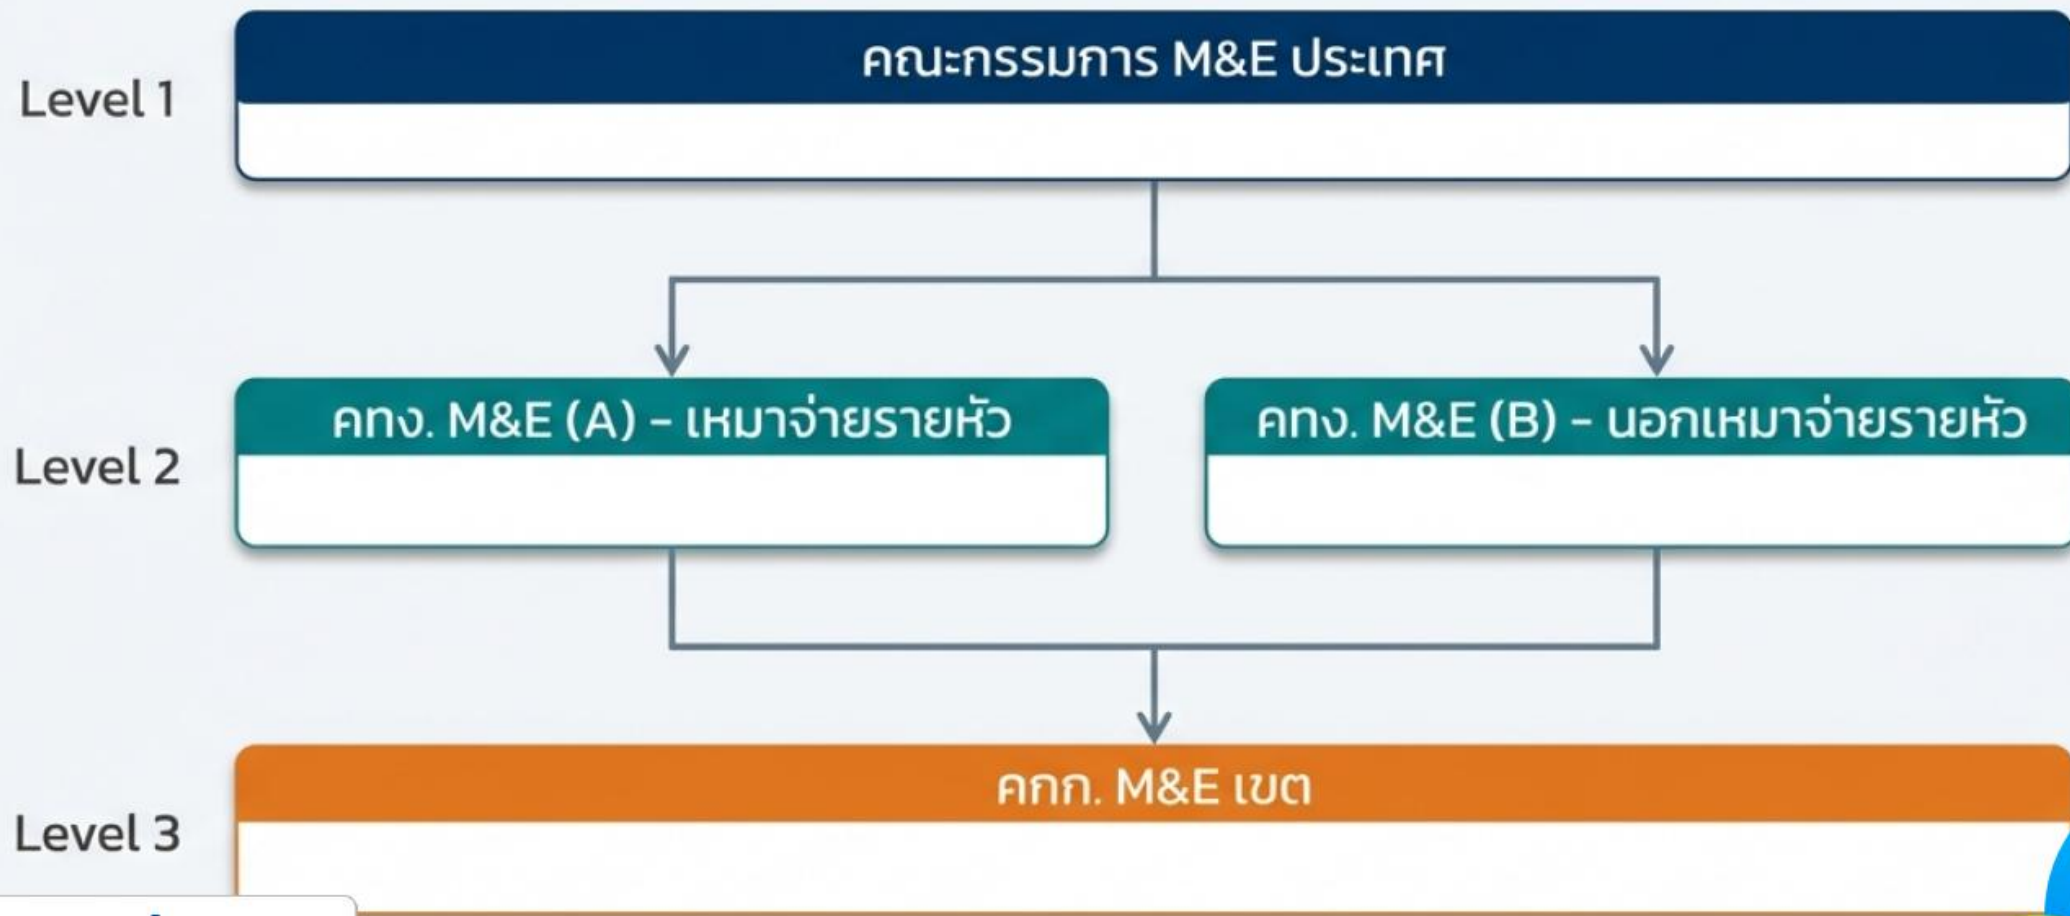 Level 1
คณะกรรมการ M&E ประเทศ
คทง. M&E (A) – เหมาจ่ายรายหัว
คทง. M&E (B) – นอกเหมาจ่ายรายหัว
Level 2
คกก. M&E เขต
Level 3